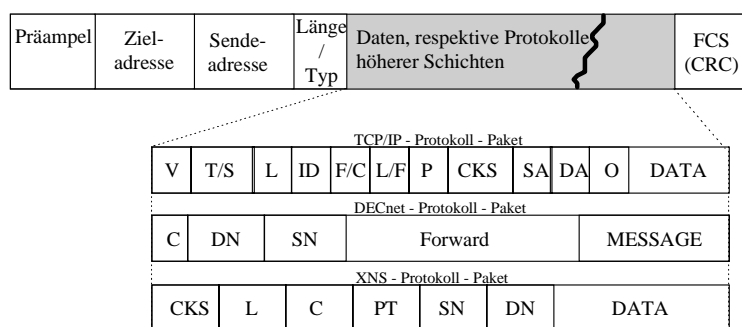 Präampel
Ziel-
adresse
Sende-
adresse
Länge
/
Typ
Daten, respektive Protokolle
höherer Schichten
FCS
(CRC)
TCP/IP - Protokoll - Paket
V T/S L ID F/C L/F P CKS SA DA O DATA
DECnet - Protokoll - Paket
C DN SN Forward MESSAGE
XNS - Protokoll - Paket
CKS L C PT SN DN DATA